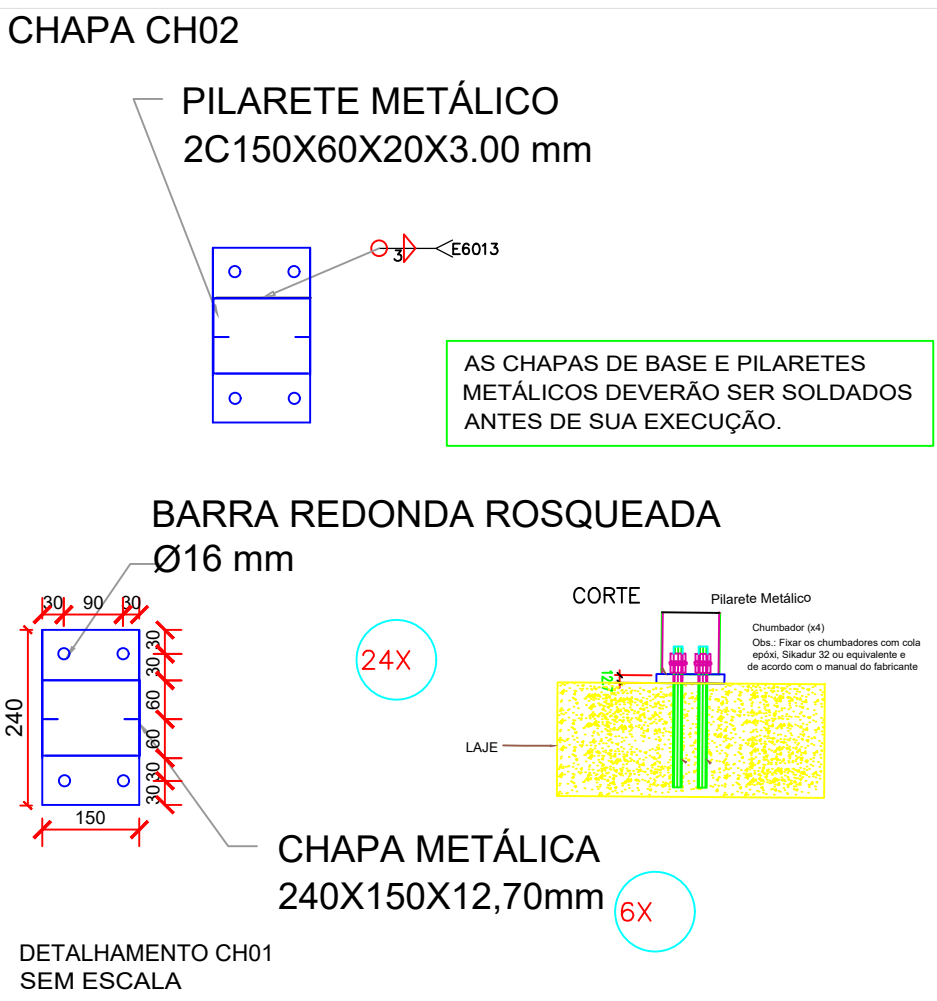 CHAPA CH02
PILARETE METÁLICO
2C150X60X20X3.00 mm
3
E6013
AS CHAPAS DE BASE E PILARETES
METÁLICOS DEVERÃO SER SOLDADOS
ANTES DE SUA EXECUÇÃO.
BARRA REDONDA ROSQUEADA
Ø16 mm
30 90 30
30
30
60
60
30
30
240
150
24X
CORTE
Pilarete Metálico
Chumbador (x4)
Obs.: Fixar os chumbadores com cola
epóxi, Sikadur 32 ou equivalente e
de acordo com o manual do fabricante
12,7
LAJE
CHAPA METÁLICA
240X150X12,70mm
6X
DETALHAMENTO CH01
SEM ESCALA